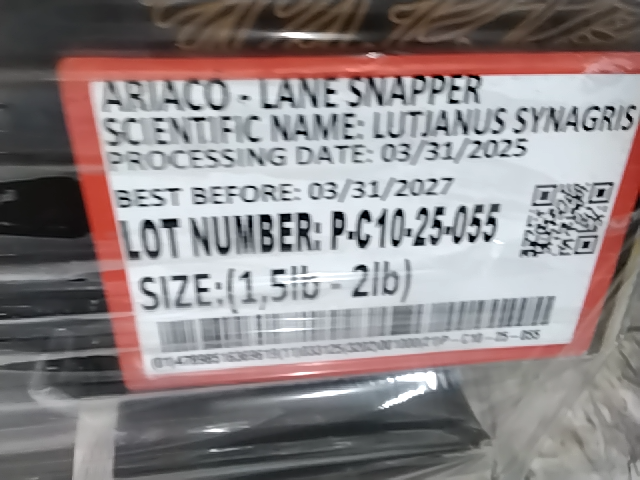 ARIACO - LANE SNAPPER
SCIENTIFIC NAME: LUTJANUS SYNAGRIS
PROCESSING DATE: 03/31/2025
BEST BEFORE: 03/31/2027
LOT NUMBER: P-C10-25-055
SIZE:(1,5lb - 2lb)